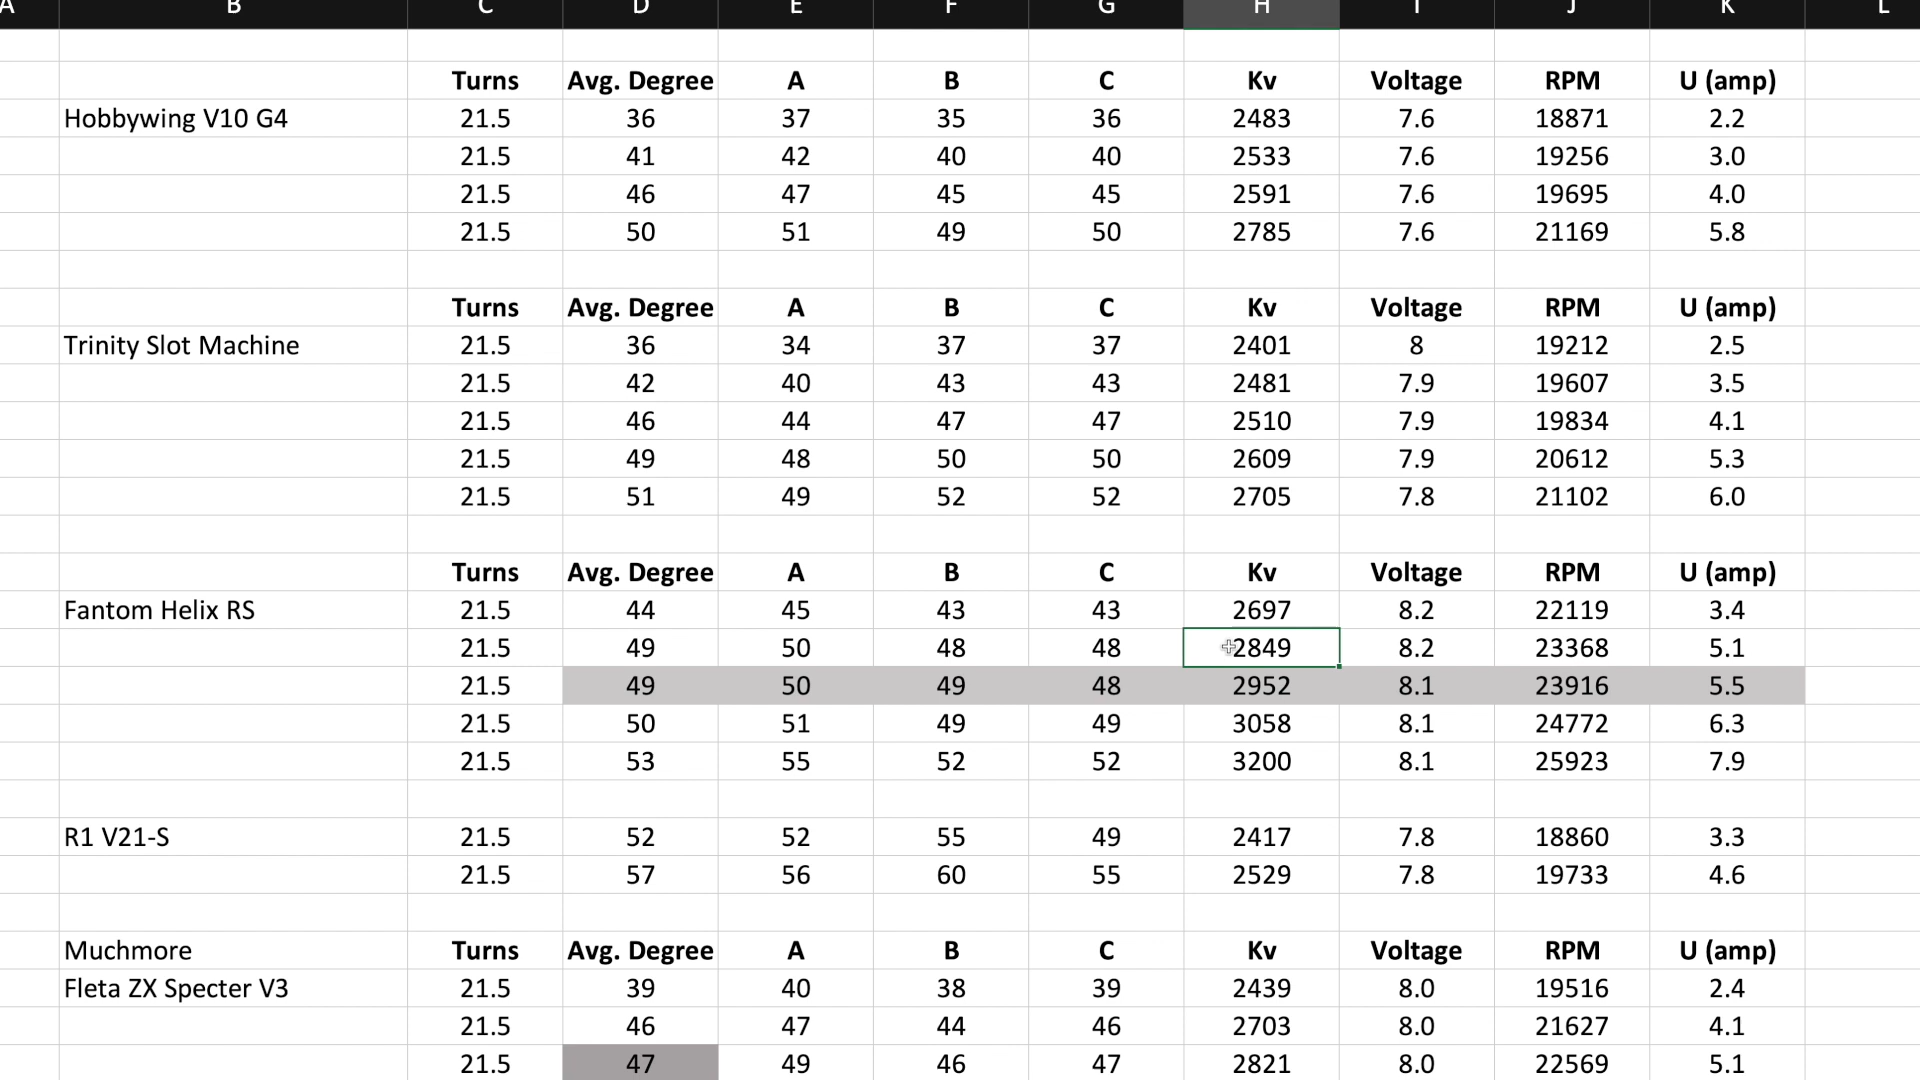 A B C D E F G H I J K L
Turns Avg. Degree A B C Kv Voltage RPM U (amp)
Hobbywing V10 G4 21.5 36 37 35 36 2483 7.6 18871 2.2
21.5 41 42 40 40 2533 7.6 19256 3.0
21.5 46 47 45 45 2591 7.6 19695 4.0
21.5 50 51 49 50 2785 7.6 21169 5.8
Turns Avg. Degree A B C Kv Voltage RPM U (amp)
Trinity Slot Machine 21.5 36 34 37 37 2401 8 19212 2.5
21.5 42 40 43 43 2481 7.9 19607 3.5
21.5 46 44 47 47 2510 7.9 19834 4.1
21.5 49 48 50 50 2609 7.9 20612 5.3
21.5 51 49 52 52 2705 7.8 21102 6.0
Turns Avg. Degree A B C Kv Voltage RPM U (amp)
Fantom Helix RS 21.5 44 45 43 43 2697 8.2 22119 3.4
21.5 49 50 48 48 2849 8.2 23368 5.1
21.5 49 50 49 48 2952 8.1 23916 5.5
21.5 50 51 49 49 3058 8.1 24772 6.3
21.5 53 55 52 52 3200 8.1 25923 7.9
R1 V21-S 21.5 52 52 55 49 2417 7.8 18860 3.3
21.5 57 56 60 55 2529 7.8 19733 4.6
Muchmore Turns Avg. Degree A B C Kv Voltage RPM U (amp)
Fleta ZX Specter V3 21.5 39 40 38 39 2439 8.0 19516 2.4
21.5 46 47 44 46 2703 8.0 21627 4.1
21.5 47 49 46 47 2821 8.0 22569 5.1